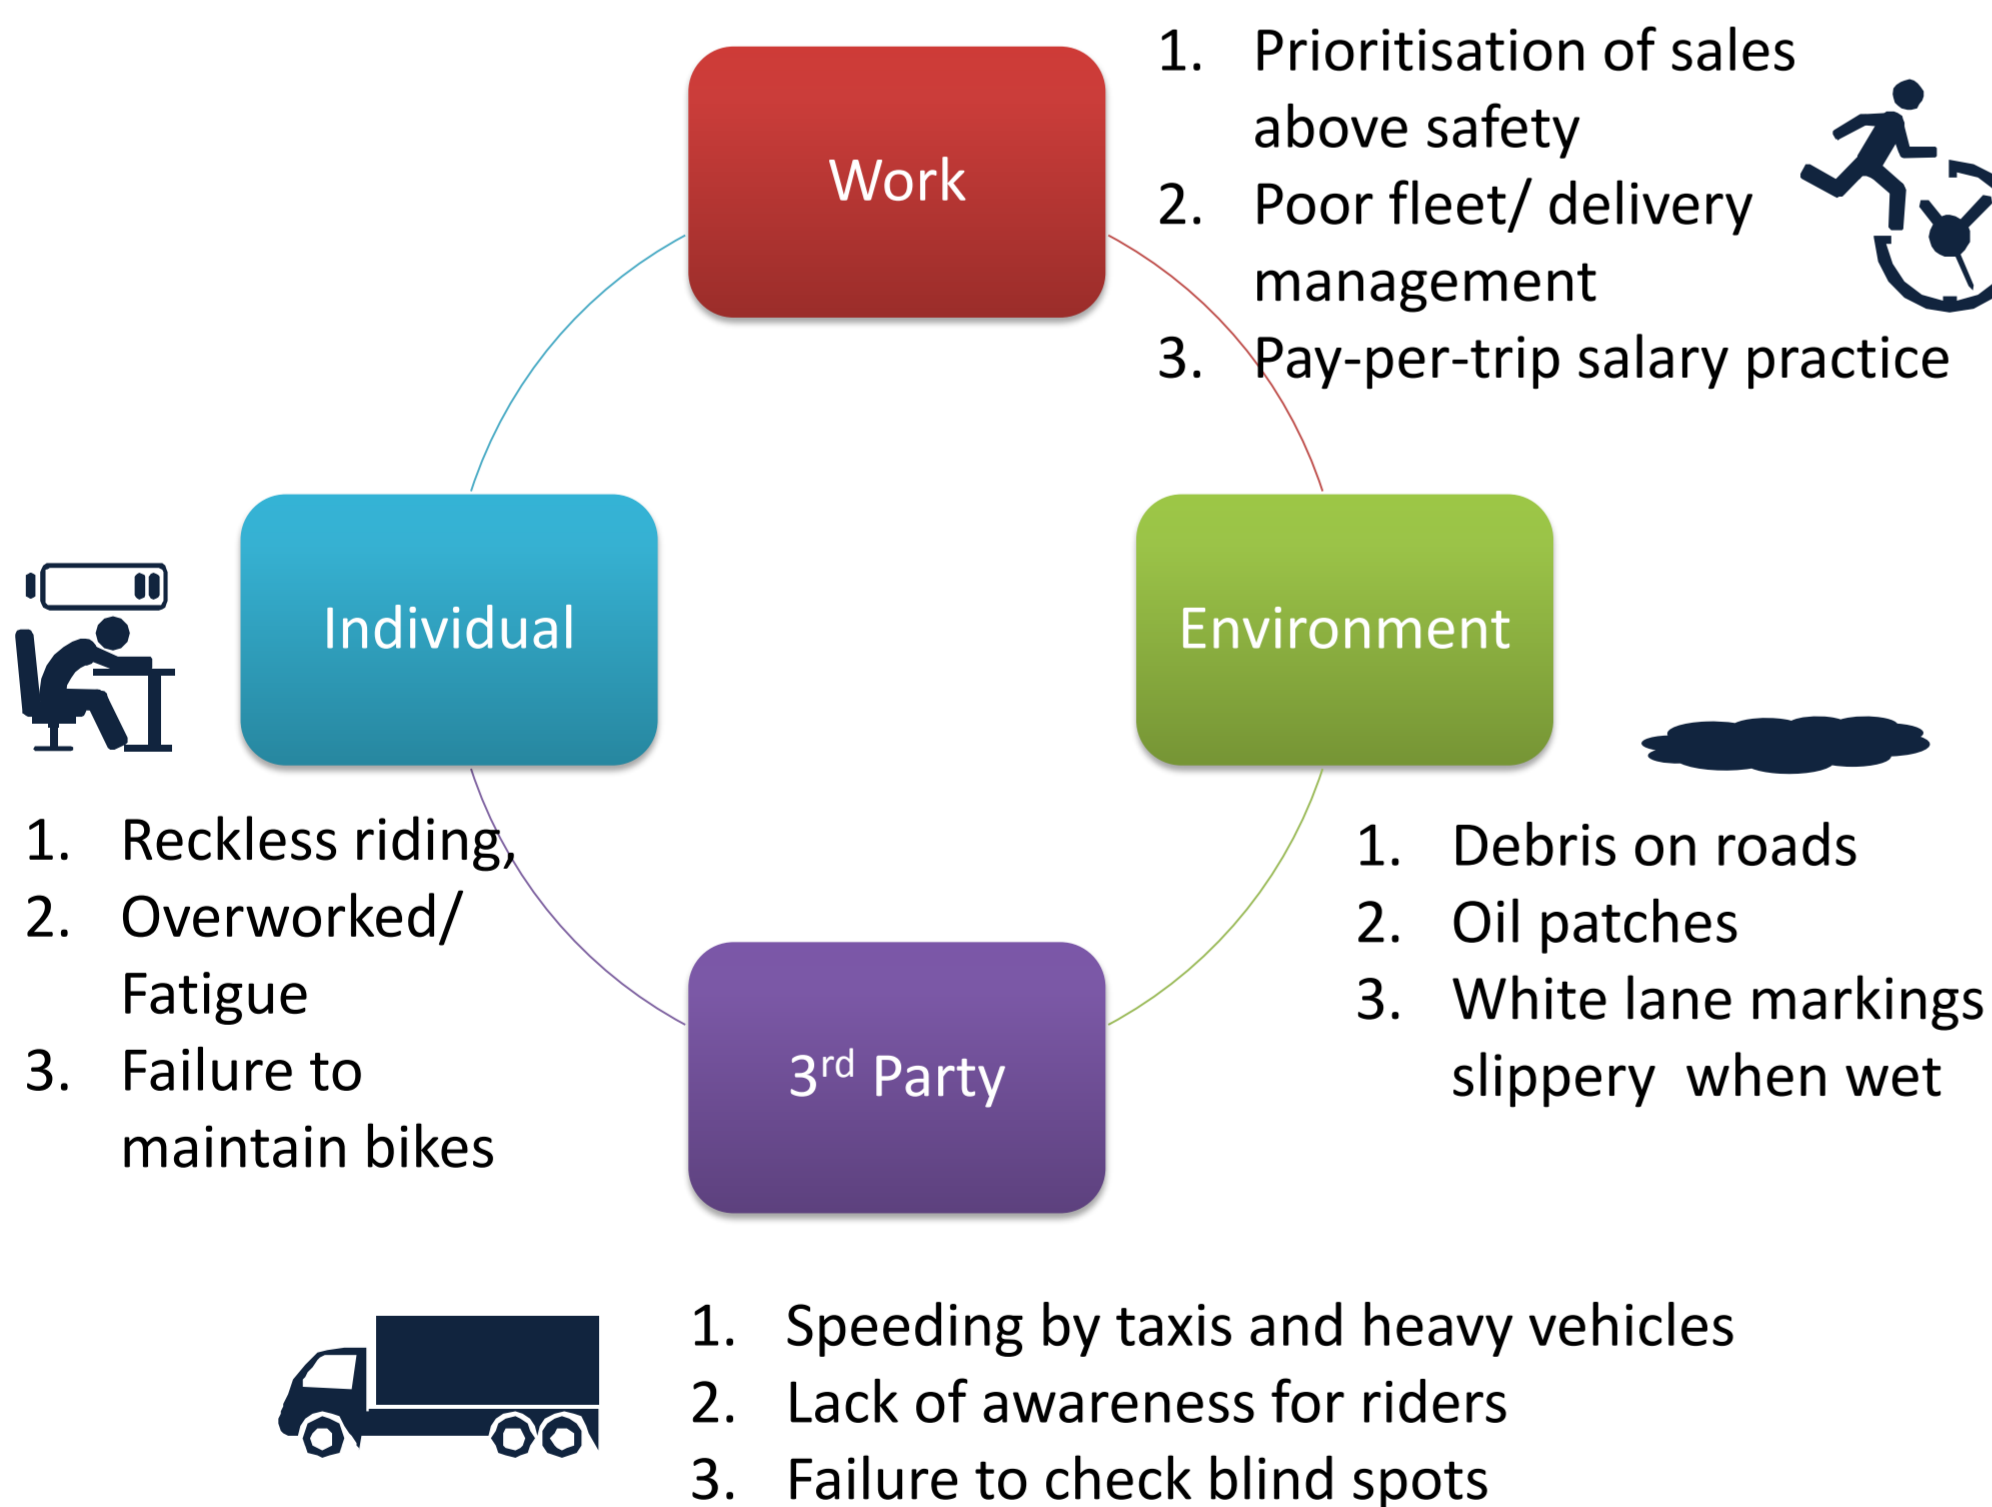 Work
1. Prioritisation of sales
above safety
2. Poor fleet/ delivery
management
3. Pay-per-trip salary practice
Individual
Environment
1. Reckless riding,
2. Overworked/
Fatigue
3. Failure to
maintain bikes
1. Debris on roads
2. Oil patches
3. White lane markings
slippery when wet
3rd Party
1. Speeding by taxis and heavy vehicles
2. Lack of awareness for riders
3. Failure to check blind spots